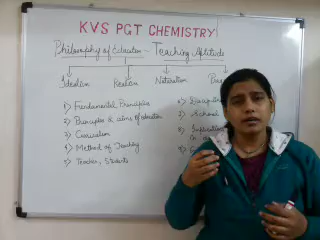 KVS PGT CHEMISTRY
Philosophy of Education - Teaching Aptitude
Idealism Realism Naturalism
1) Fundamental Principles
2) Principles & aims of education
3) Curriculum
4) Method of Teaching
5) Teacher, Students
6) Discipline
7) School